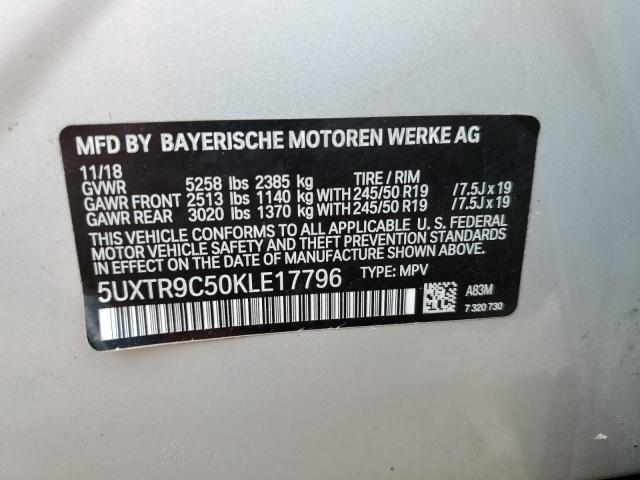 MFD BY BAYERISCHE MOTOREN WERKE AG
11/18
GVWR 5258 lbs 2385 kg TIRE / RIM
GAWR FRONT 2513 lbs 1140 kg WITH 245/50 R19 /7.5J x 19
GAWR REAR 3020 lbs 1370 kg WITH 245/50 R19 /7.5J x 19
THIS VEHICLE CONFORMS TO ALL APPLICABLE U. S. FEDERAL
MOTOR VEHICLE SAFETY AND THEFT PREVENTION STANDARDS
IN EFFECT ON THE DATE OF MANUFACTURE SHOWN ABOVE.
5UXTR9C50KLE17796 TYPE: MPV
A83M
7 320 730